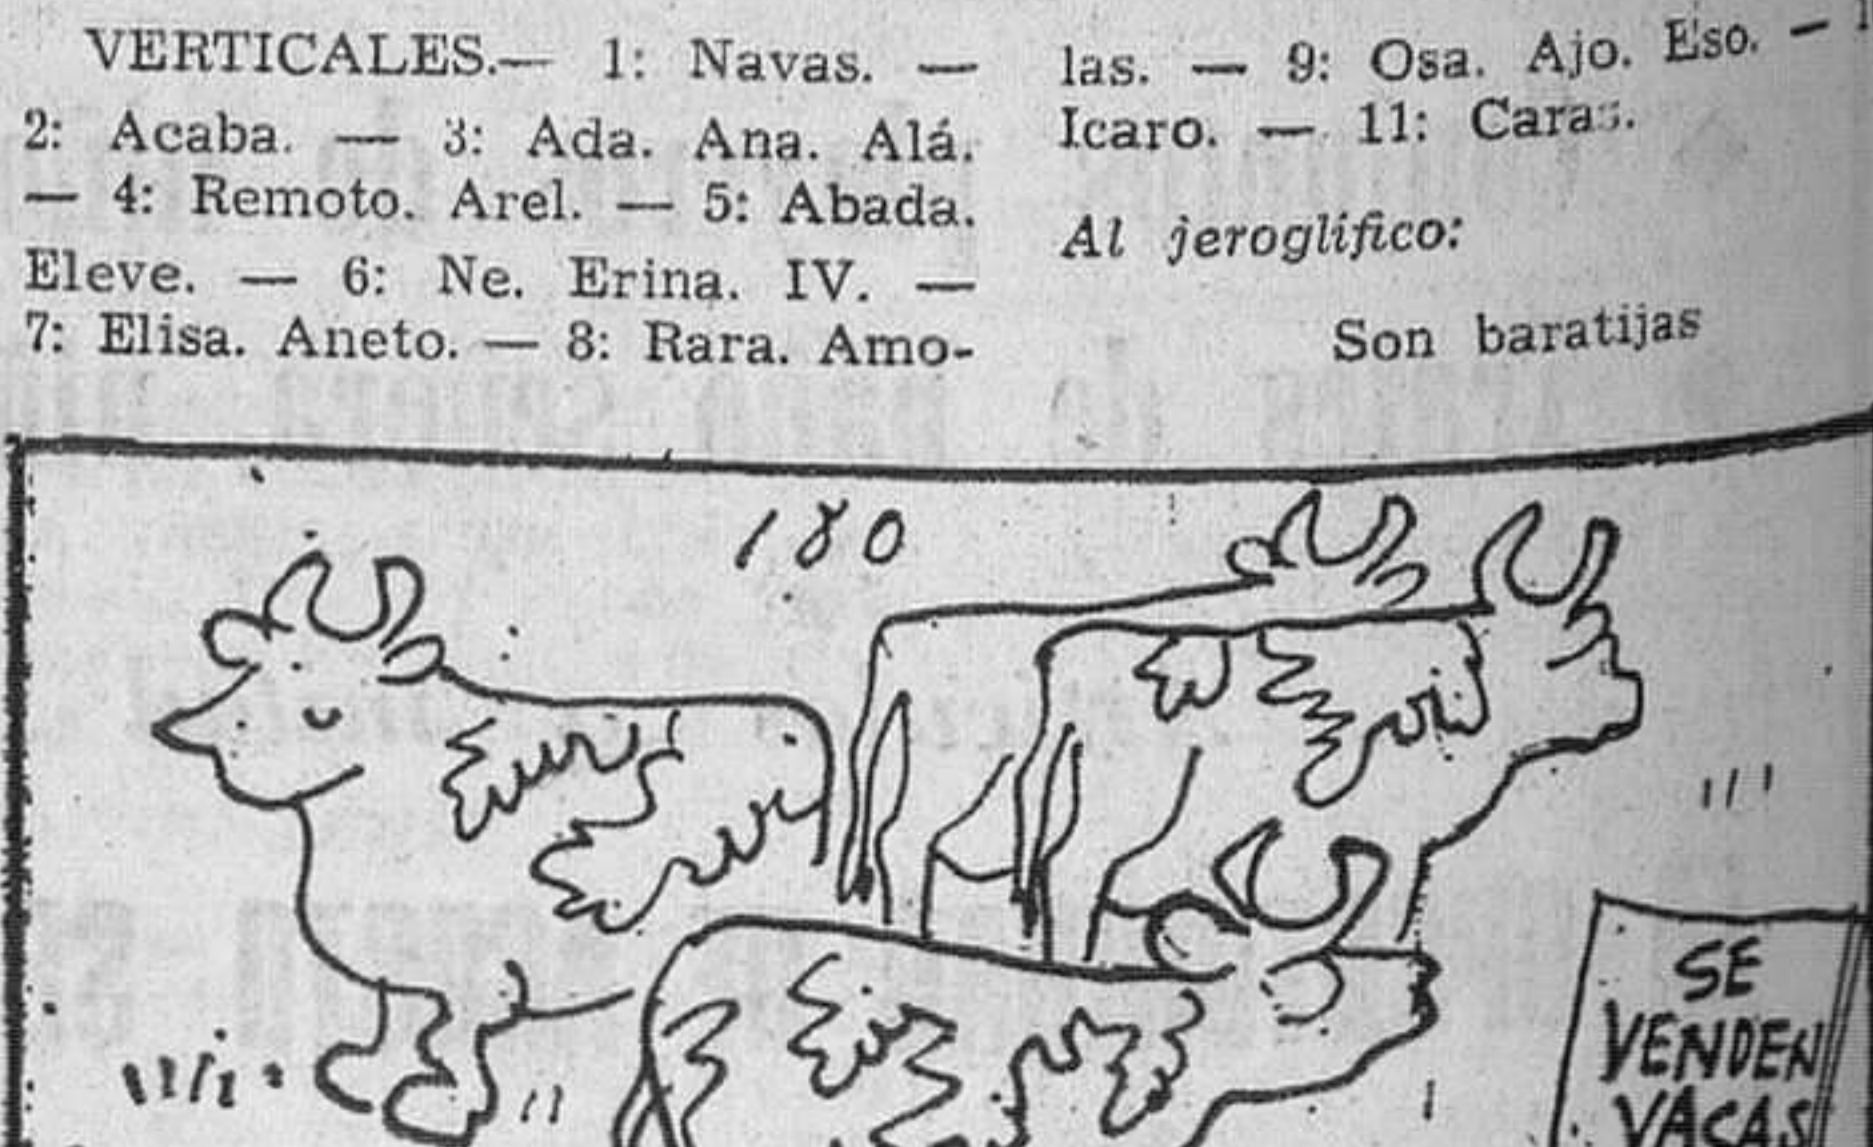 VERTICALES.— 1: Navas. —
2: Acaba. — 3: Ada. Ana. Alá.
— 4: Remoto. Arel. — 5: Abada.
Eleve. — 6: Ne. Erina. IV. —
7: Elisa. Aneto. — 8: Rara. Amo-
las. — 9: Osa. Ajo. Eso. —
Icaro. — 11: Caras.
Al jeroglífico:
Son baratijas
180
SE
VENDEN
VACAS